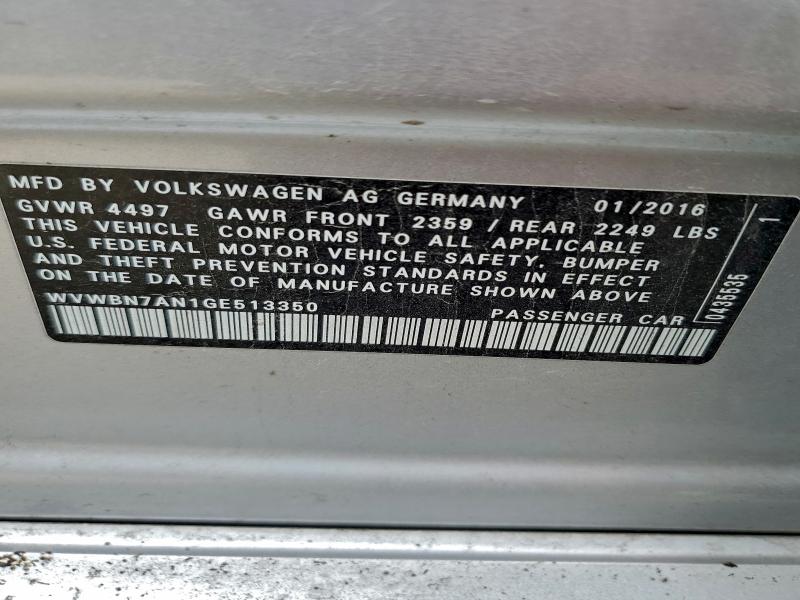 MFD BY VOLKSWAGEN AG GERMANY 01/2016
GVWR 4497 GAWR FRONT 2359 / REAR 2249 LBS
THIS VEHICLE CONFORMS TO ALL APPLICABLE
U.S. FEDERAL MOTOR VEHICLE SAFETY, BUMPER
AND THEFT PREVENTION STANDARDS IN EFFECT
ON THE DATE OF MANUFACTURE SHOWN ABOVE
WVWBN7AN1GE513350 PASSENGER CAR
0435635 1